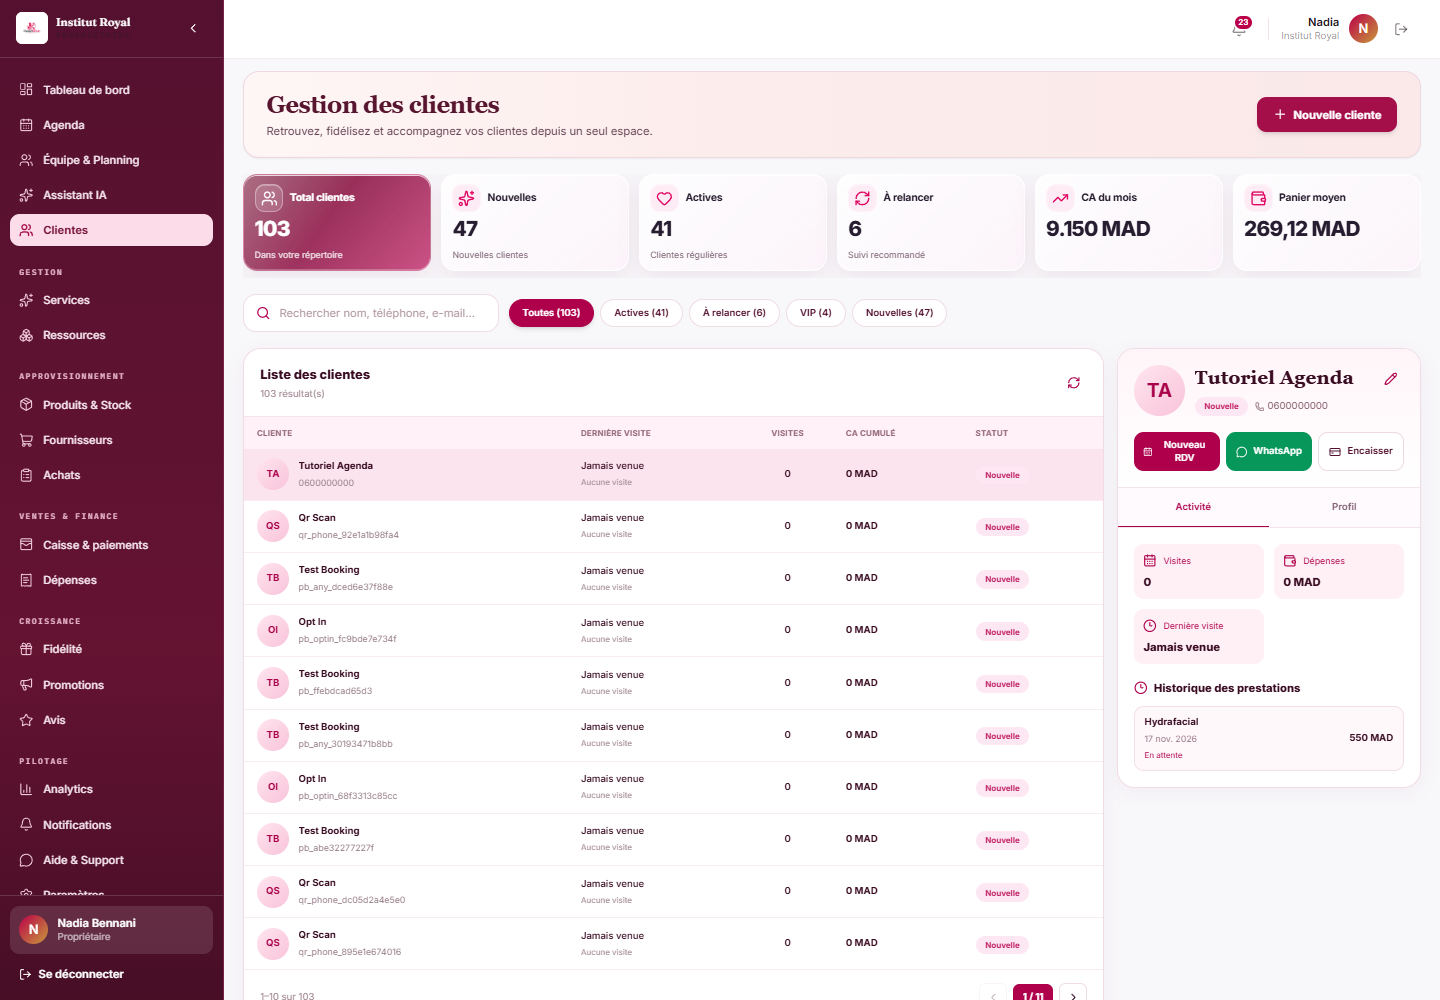 Institut Royal
Tableau de bord
Agenda
Équipe & Planning
Assistant IA
Clientes
GESTION
Services
Ressources
APPROVISIONNEMENT
Produits & Stock
Fournisseurs
Achats
VENTES & FINANCE
Caisse & paiements
Dépenses
CROISSANCE
Fidélité
Promotions
Avis
PILOTAGE
Analytics
Notifications
Aide & Support
Paramètres
N
Nadia Bennani
Propriétaire
Se déconnecter
23
Nadia
Institut Royal
N
Gestion des clientes
Retrouvez, fidélisez et accompagnez vos clientes depuis un seul espace.
Nouvelle cliente
Total clientes
103
Dans votre répertoire
Nouvelles
47
Nouvelles clientes
Actives
41
Clientes régulières
À relancer
6
Suivi recommandé
CA du mois
9.150 MAD
Panier moyen
269,12 MAD
Rechercher nom, téléphone, e-mail...
Toutes (103)
Actives (41)
À relancer (6)
VIP (4)
Nouvelles (47)
Liste des clientes
103 résultat(s)
CLIENTE DERNIÈRE VISITE VISITES CA CUMULÉ STATUT
TA Tutoriel Agenda Jamais venue 0 0 MAD Nouvelle
0600000000 Aucune visite
QS Qr Scan Jamais venue 0 0 MAD Nouvelle
qr_phone_92e1a1b98fa4 Aucune visite
TB Test Booking Jamais venue 0 0 MAD Nouvelle
pb_any_dced6e37f88e Aucune visite
OI Opt In Jamais venue 0 0 MAD Nouvelle
pb_optin_fc9bde7e734f Aucune visite
TB Test Booking Jamais venue 0 0 MAD Nouvelle
pb_ffebdcad65d3 Aucune visite
TB Test Booking Jamais venue 0 0 MAD Nouvelle
pb_any_30193471b8bb Aucune visite
OI Opt In Jamais venue 0 0 MAD Nouvelle
pb_optin_68f3313c85cc Aucune visite
TB Test Booking Jamais venue 0 0 MAD Nouvelle
pb_abe32277227f Aucune visite
QS Qr Scan Jamais venue 0 0 MAD Nouvelle
qr_phone_dc05d2a4e5e0 Aucune visite
QS Qr Scan Jamais venue 0 0 MAD Nouvelle
qr_phone_895e1e674016 Aucune visite
1–10 sur 103
1 / 11
TA
Tutoriel Agenda
Nouvelle 0600000000
Nouveau RDV
WhatsApp
Encaisser
Activité
Profil
Visites
0
Dépenses
0 MAD
Dernière visite
Jamais venue
Historique des prestations
Hydrafacial
17 nov. 2026
En attente
550 MAD